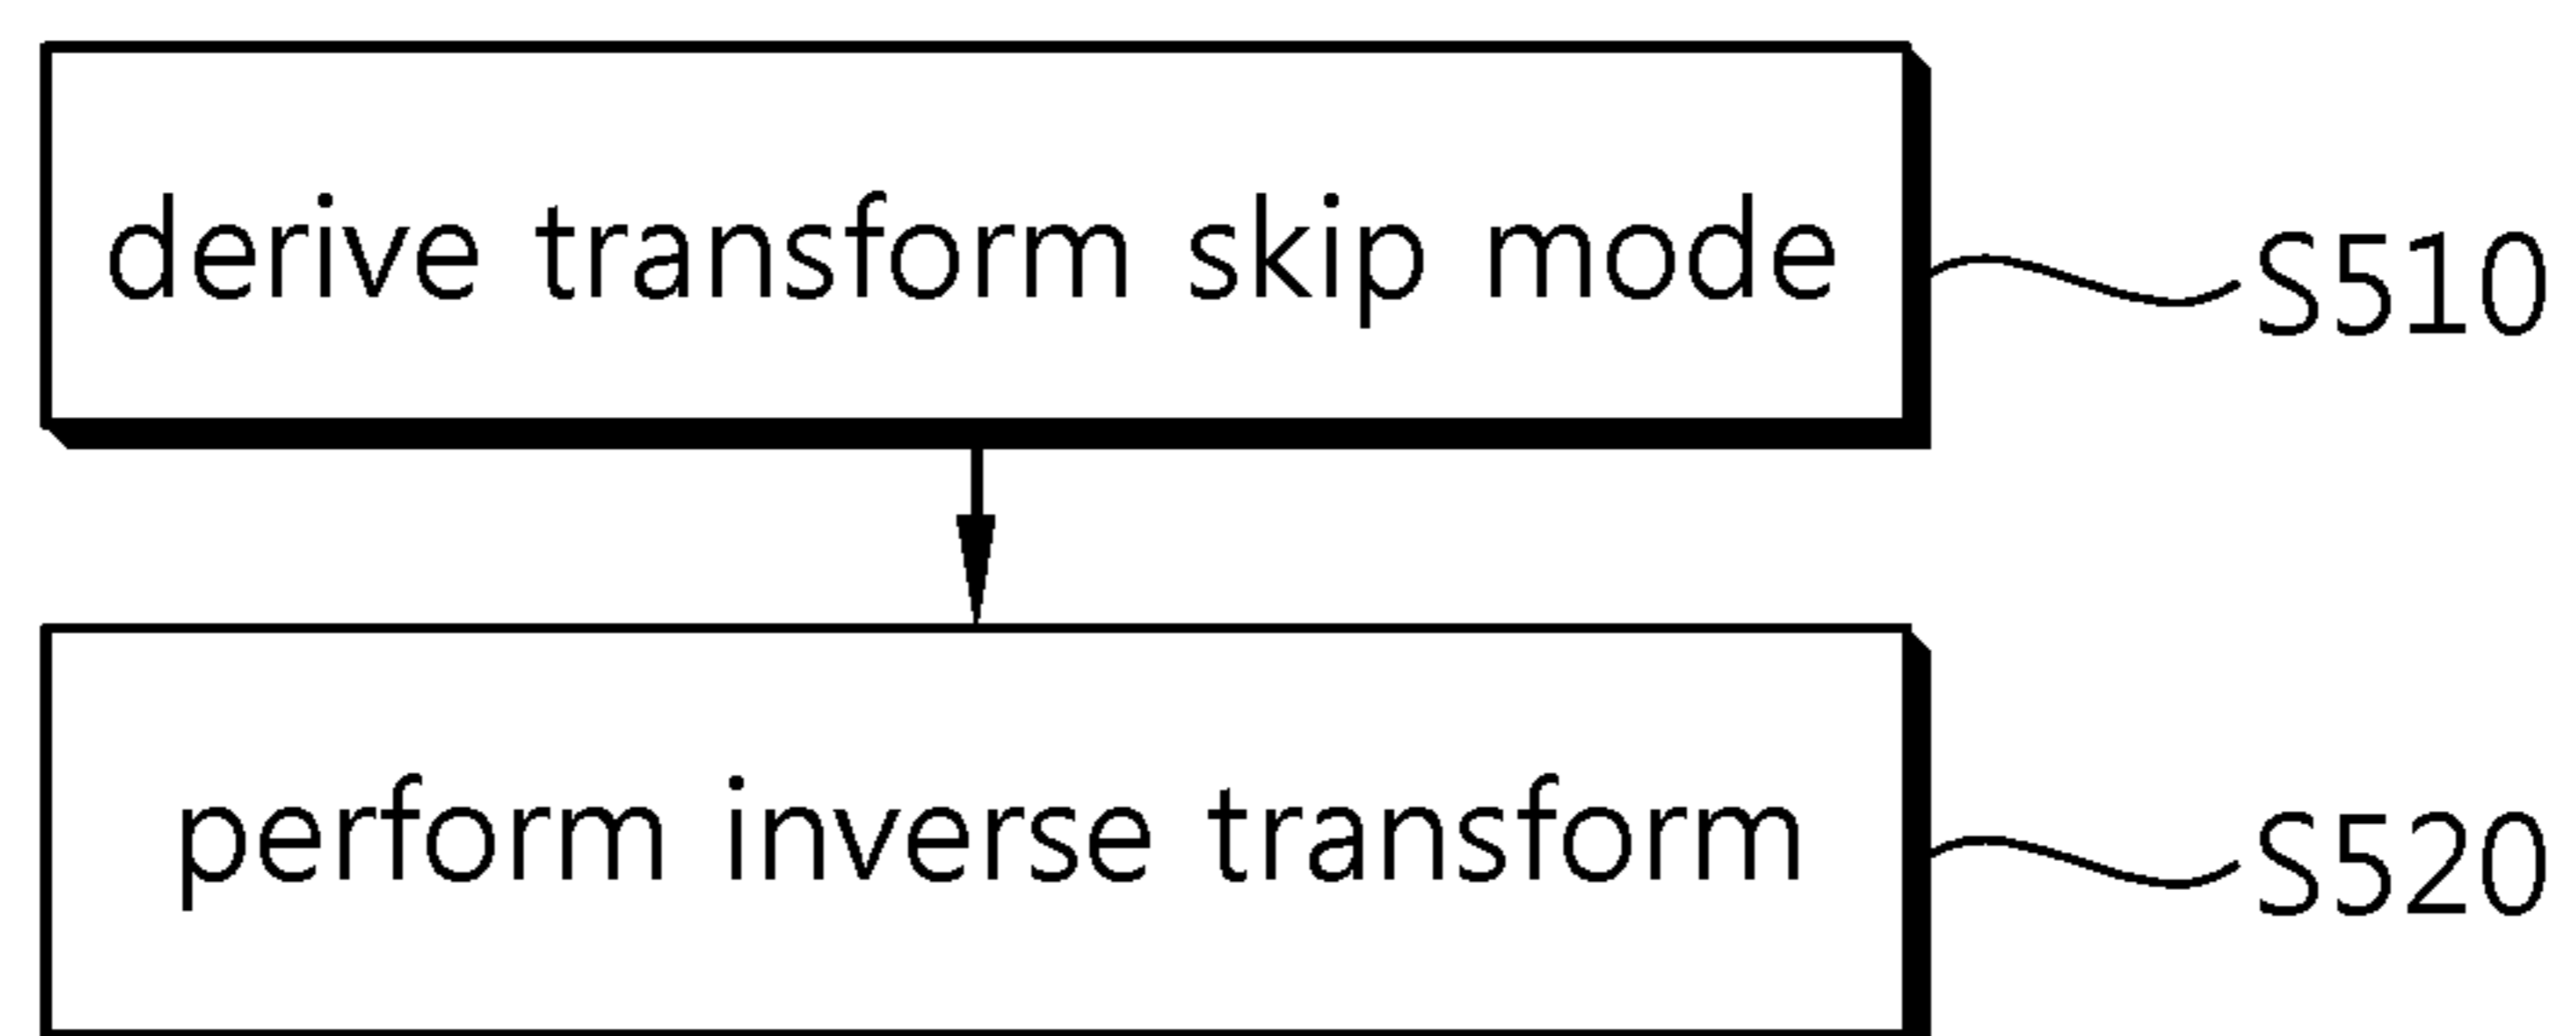 derive transform skip mode
S510
perform inverse transform
S520